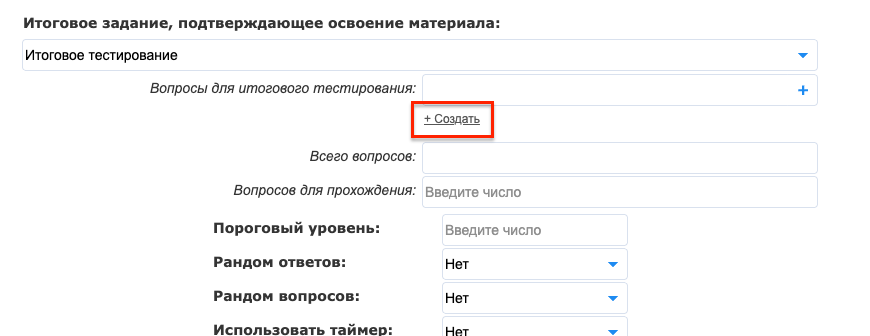 Итоговое задание, подтверждающее освоение материала:
Итоговое тестирование
Вопросы для итогового тестирования: +
+ Создать
Всего вопросов:
Вопросов для прохождения: Введите число
Пороговый уровень: Введите число
Рандом ответов: Нет
Рандом вопросов: Нет
Использовать таймер: Нет